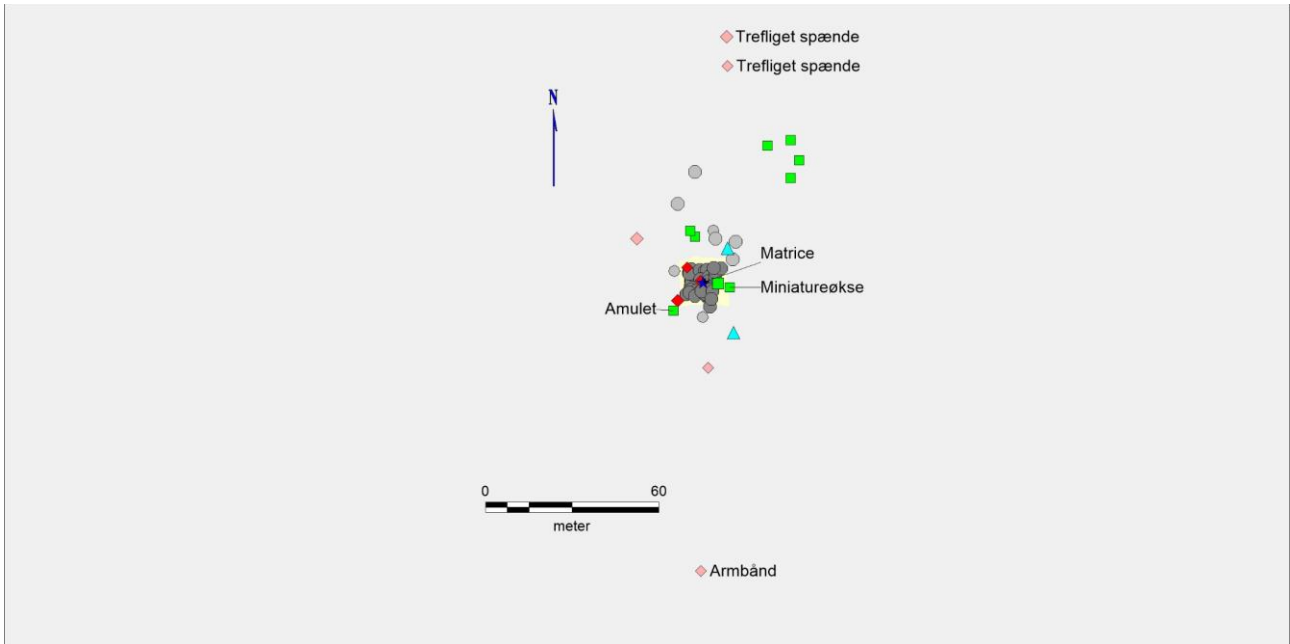 Trefliget spænde
Trefliget spænde
N
Matrice
Miniatureøkse
Amulet
0 60
meter
Armbånd